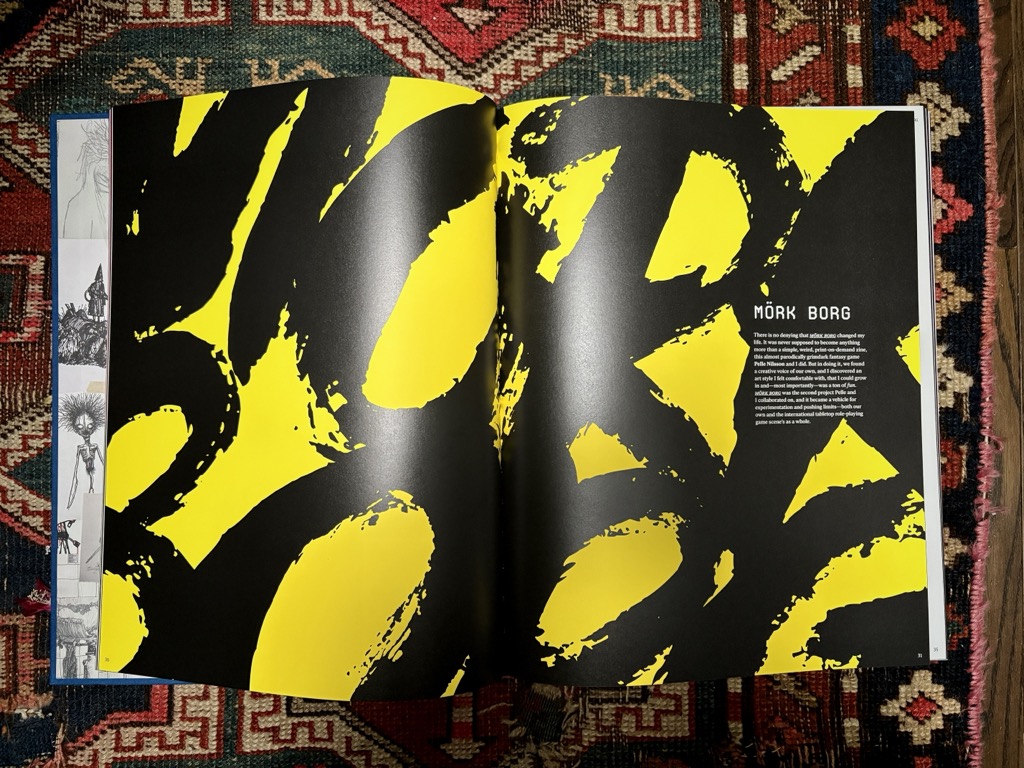 MÖRK BORG
There is no denying that MÖRK BORG changed my
life. It was never supposed to become anything
more than a simple, weird, print-on-demand zine,
this almost parodically grimdark fantasy game
Pelle Nilsson and I did. But in doing it, we found
a creative voice of our own, and I discovered an
art style I felt comfortable with, that I could grow
in and—most importantly—was a ton of fun.
MÖRK BORG was the second project Pelle and
I collaborated on, and it became a vehicle for
experimentation and pushing limits—both our
own and the international tabletop role-playing
game scene's as a whole.
31